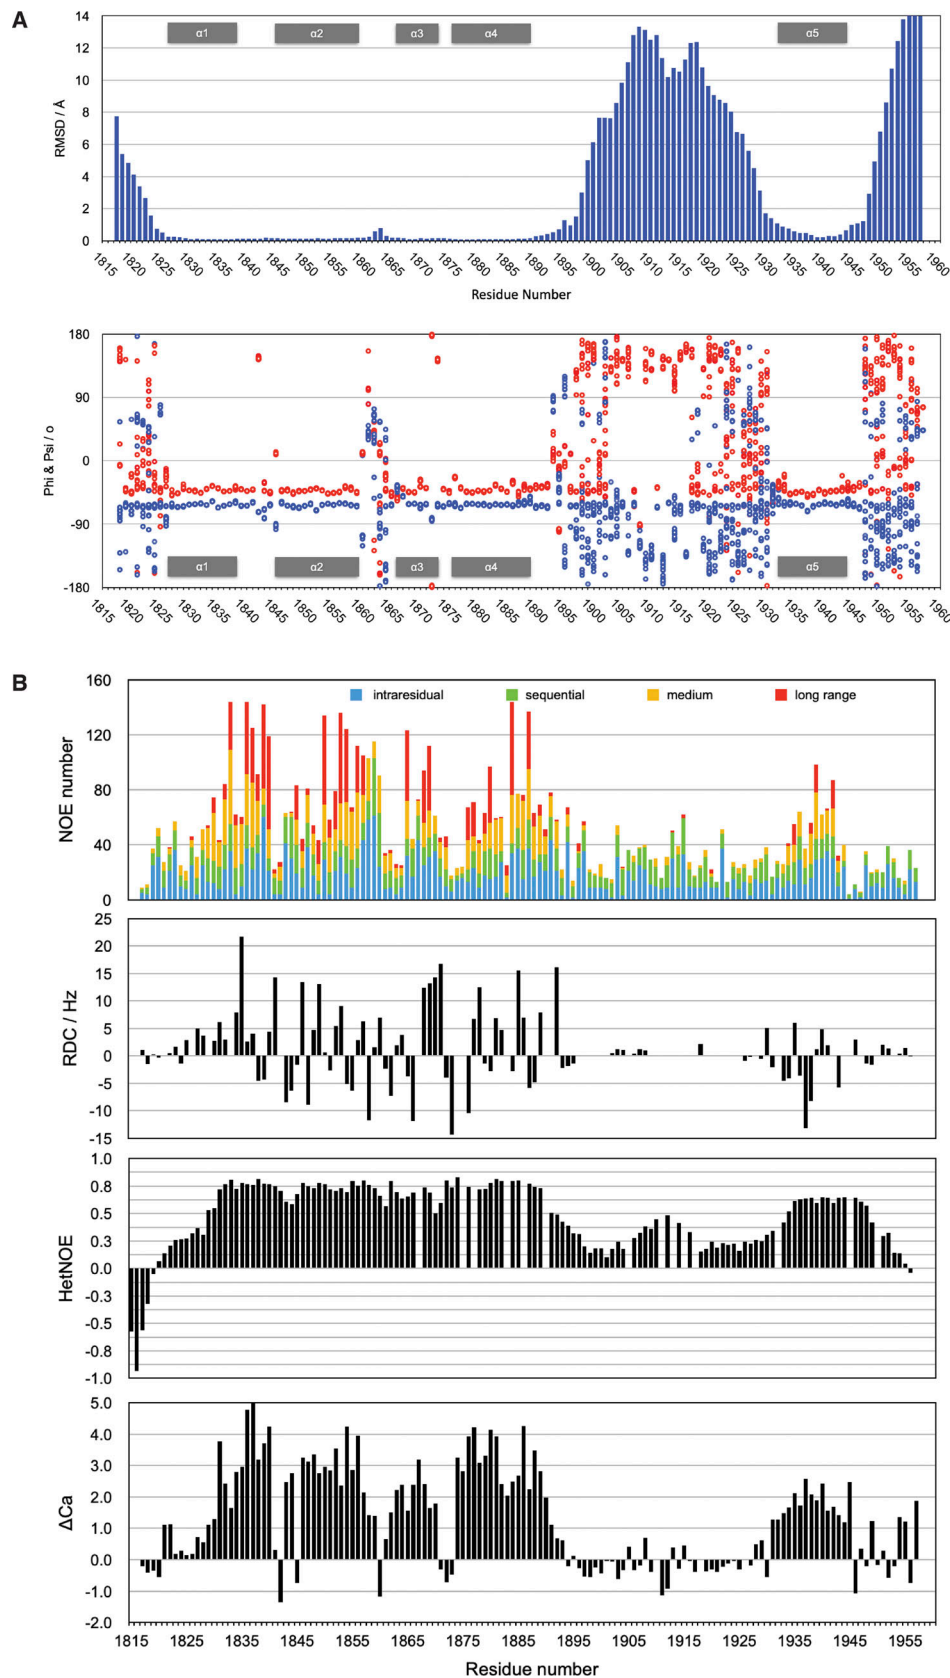 A
14
12
10
8
6
4
2
0
RMSD / Å
α1 α2 α3 α4 α5
1815 1820 1825 1830 1835 1840 1845 1850 1855 1860 1865 1870 1875 1880 1885 1890 1895 1900 1905 1910 1915 1920 1925 1930 1935 1940 1945 1950 1955 1960
Residue Number
180
90
0
-90
-180
Phi & Psi / o
α1 α2 α3 α4 α5
1815 1820 1825 1830 1835 1840 1845 1850 1855 1860 1865 1870 1875 1880 1885 1890 1895 1900 1905 1910 1915 1920 1925 1930 1935 1940 1945 1950 1955 1960
B
160
120
80
40
0
NOE number
intraresidual sequential medium long range
25
20
15
10
5
0
-5
-10
-15
RDC / Hz
1.0
0.8
0.5
0.3
0.0
-0.3
-0.5
-0.8
-1.0
HetNOE
5.0
4.0
3.0
2.0
1.0
0.0
-1.0
-2.0
ΔCa
1815 1825 1835 1845 1855 1865 1875 1885 1895 1905 1915 1925 1935 1945 1955
Residue number